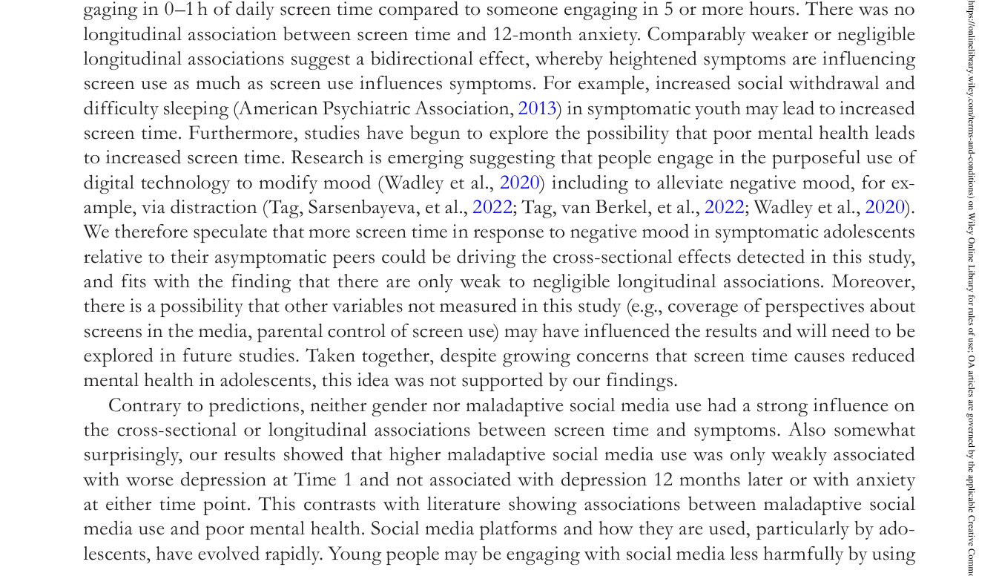 gaging in 0–1 h of daily screen time compared to someone engaging in 5 or more hours. There was no
longitudinal association between screen time and 12-month anxiety. Comparably weaker or negligible
longitudinal associations suggest a bidirectional effect, whereby heightened symptoms are influencing
screen use as much as screen use influences symptoms. For example, increased social withdrawal and
difficulty sleeping (American Psychiatric Association, 2013) in symptomatic youth may lead to increased
screen time. Furthermore, studies have begun to explore the possibility that poor mental health leads
to increased screen time. Research is emerging suggesting that people engage in the purposeful use of
digital technology to modify mood (Wadley et al., 2020) including to alleviate negative mood, for ex-
ample, via distraction (Tag, Sarsenbayeva, et al., 2022; Tag, van Berkel, et al., 2022; Wadley et al., 2020).
We therefore speculate that more screen time in response to negative mood in symptomatic adolescents
relative to their asymptomatic peers could be driving the cross-sectional effects detected in this study,
and fits with the finding that there are only weak to negligible longitudinal associations. Moreover,
there is a possibility that other variables not measured in this study (e.g., coverage of perspectives about
screens in the media, parental control of screen use) may have influenced the results and will need to be
explored in future studies. Taken together, despite growing concerns that screen time causes reduced
mental health in adolescents, this idea was not supported by our findings.
Contrary to predictions, neither gender nor maladaptive social media use had a strong influence on
the cross-sectional or longitudinal associations between screen time and symptoms. Also somewhat
surprisingly, our results showed that higher maladaptive social media use was only weakly associated
with worse depression at Time 1 and not associated with depression 12 months later or with anxiety
at either time point. This contrasts with literature showing associations between maladaptive social
media use and poor mental health. Social media platforms and how they are used, particularly by ado-
lescents, have evolved rapidly. Young people may be engaging with social media less harmfully by using
https://onlinelibrary.wiley.com/terms-and-conditions) on Wiley Online Library for rules of use; OA articles are governed by the applicable Creative Comm